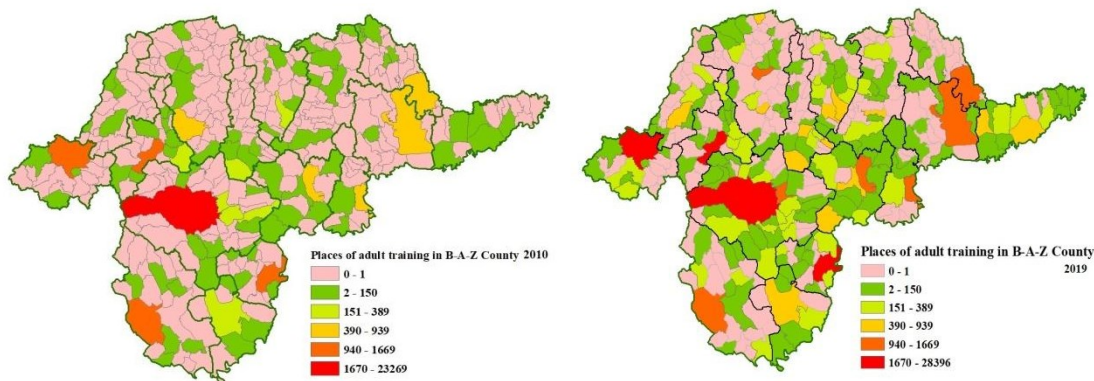 Places of adult training in B-A-Z County 2010
0 - 1
2 - 150
151 - 389
390 - 939
940 - 1669
1670 - 23269
Places of adult training in B-A-Z County
2019
0 - 1
2 - 150
151 - 389
390 - 939
940 - 1669
1670 - 28396